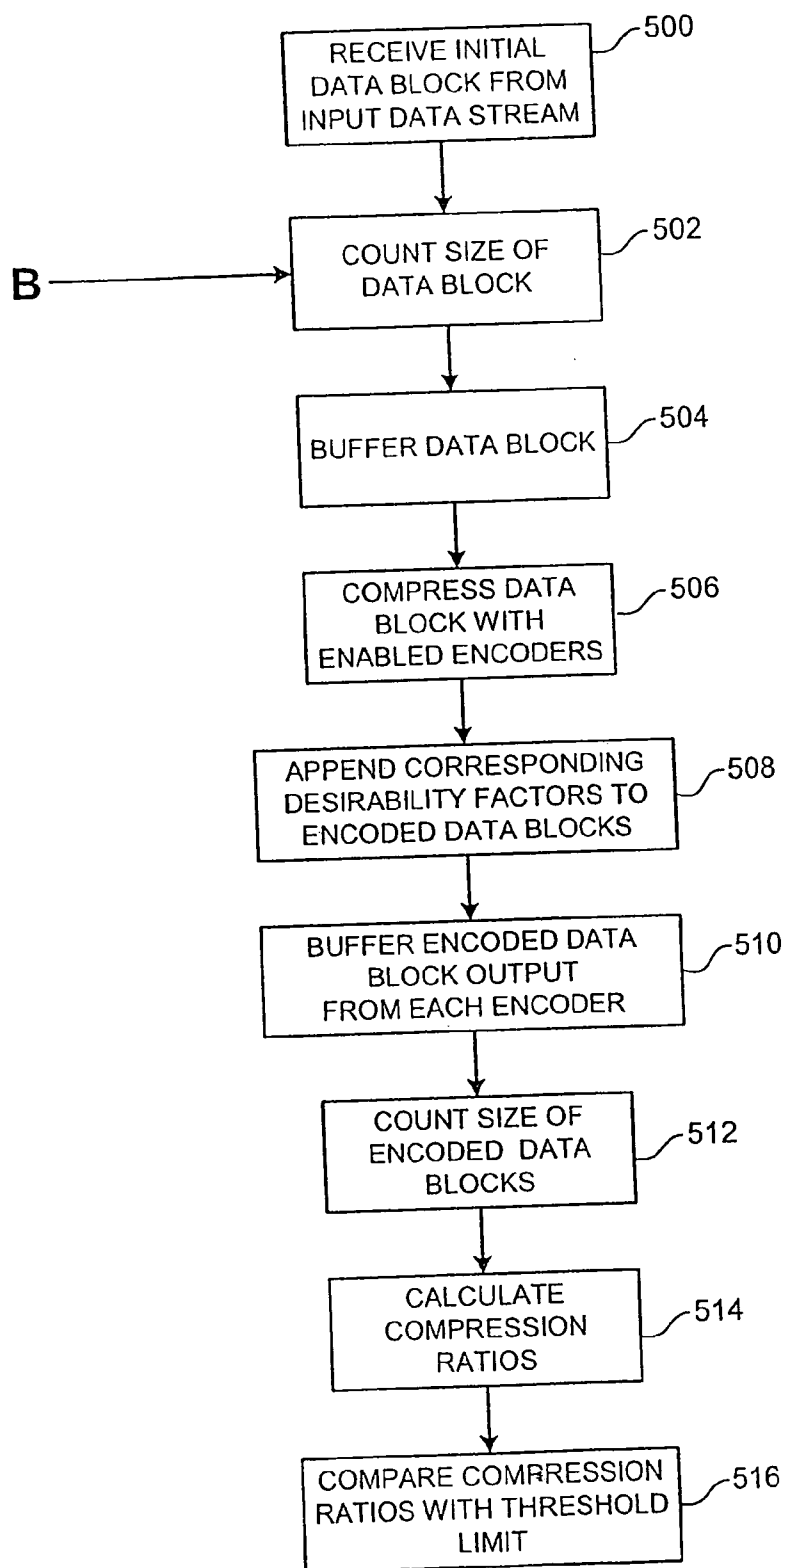 RECEIVE INITIAL
DATA BLOCK FROM
INPUT DATA STREAM
500
COUNT SIZE OF
DATA BLOCK
502
B
BUFFER DATA BLOCK
504
COMPRESS DATA
BLOCK WITH
ENABLED ENCODERS
506
APPEND CORRESPONDING
DESIRABILITY FACTORS TO
ENCODED DATA BLOCKS
508
BUFFER ENCODED DATA
BLOCK OUTPUT
FROM EACH ENCODER
510
COUNT SIZE OF
ENCODED DATA
BLOCKS
512
CALCULATE
COMPRESSION
RATIOS
514
COMPARE COMPRESSION
RATIOS WITH THRESHOLD
LIMIT
516